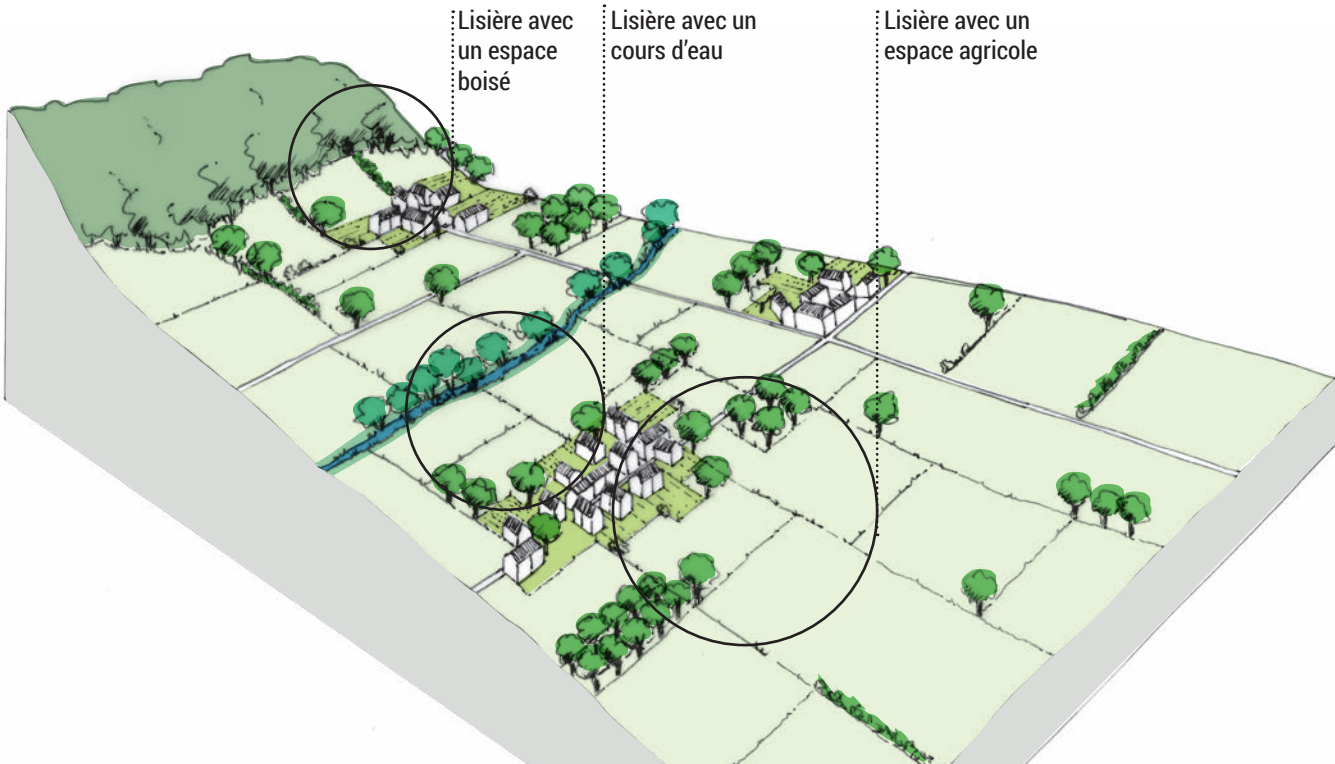 Lisière avec
un espace
boisé
Lisière avec un
cours d'eau
Lisière avec un
espace agricole